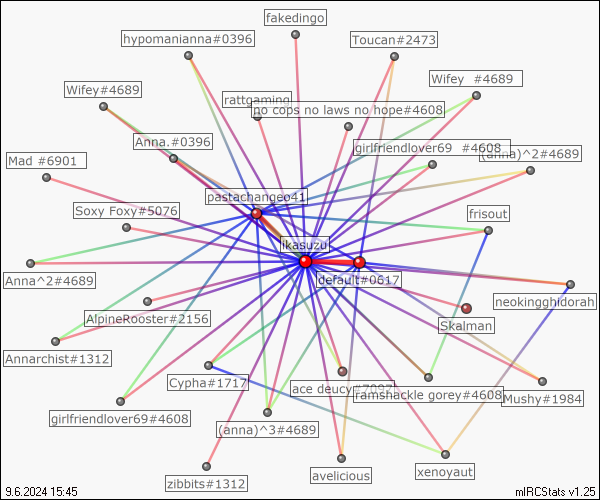 fakedingo
hypomanianna#0396
Toucan#2473
Wifey #4689
Wifey#4689
rattgaming
no cops no laws no hope#4608
Anna.#0396
girlfriendlover69 #4608
(anna)^2#4689
Mad #6901
pastachangeo41
Soxy Foxy#5076
frisout
ikasuzu
Anna^2#4689
default#0617
neokingghidorah
AlpineRooster#2156
Skalman
Annarchist#1312
Cypha#1717
ace deucy#7097
ramshackle gorey#4608
Mushy#1984
girlfriendlover69#4608
(anna)^3#4689
avelicious
xenoyaut
zibbits#1312
9.6.2024 15:45
mIRCStats v1.25